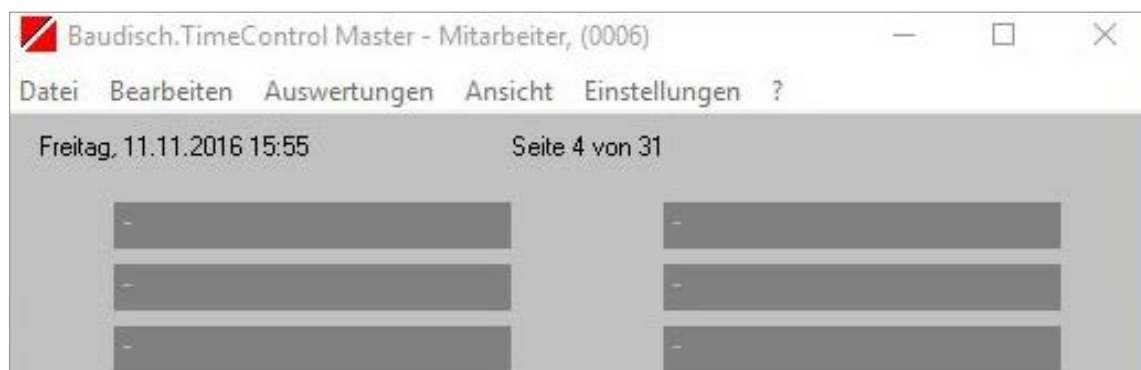 Baudisch.TimeControl Master - Mitarbeiter, (0006)
Datei Bearbeiten Auswertungen Ansicht Einstellungen ?
Freitag, 11.11.2016 15:55 Seite 4 von 31
- -
- -
- -